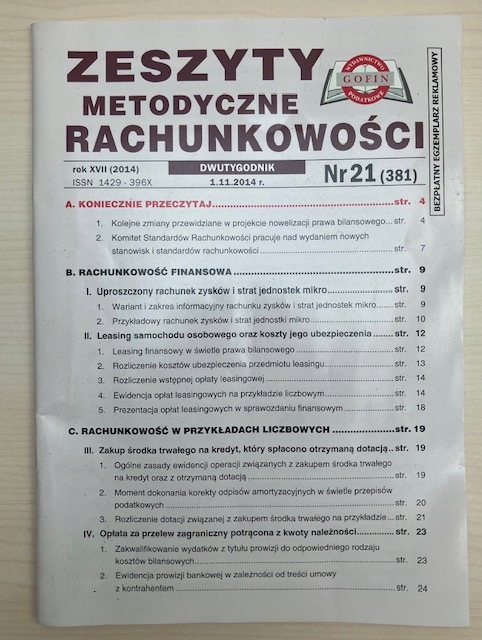 ZESZYTY
METODYCZNE
RACHUNKOWOŚCI
WYDAWNICTWO
GOFIN
PODATKOWE
BEZPŁATNY EGZEMPLARZ REKLAMOWY
rok XVII (2014)
ISSN 1429 - 396X
DWUTYGODNIK
1.11.2014 r.
Nr 21 (381)
A. KONIECZNIE PRZECZYTAJ....str. 4
1. Kolejne zmiany przewidziane w projekcie nowelizacji prawa bilansowego... str. 4
2. Komitet Standardów Rachunkowości pracuje nad wydaniem nowych
stanowisk i standardów rachunkowości....str. 7
B. RACHUNKOWOŚĆ FINANSOWA....str. 9
I. Uproszczony rachunek zysków i strat jednostek mikro....str. 9
1. Wariant i zakres informacyjny rachunku zysków i strat jednostek mikro....str. 9
2. Przykładowy rachunek zysków i strat jednostki mikro....str. 10
II. Leasing samochodu osobowego oraz koszty jego ubezpieczenia....str. 12
1. Leasing finansowy w świetle prawa bilansowego....str. 12
2. Rozliczenie kosztów ubezpieczenia przedmiotu leasingu....str. 13
3. Rozliczenie wstępnej opłaty leasingowej....str. 14
4. Ewidencja opłat leasingowych na przykładzie liczbowym....str. 14
5. Prezentacja opłat leasingowych w sprawozdaniu finansowym....str. 18
C. RACHUNKOWOŚĆ W PRZYKŁADACH LICZBOWYCH....str. 19
III. Zakup środka trwałego na kredyt, który spłacono otrzymaną dotacją.. str. 19
1. Ogólne zasady ewidencji operacji związanych z zakupem środka trwałego
na kredyt oraz z otrzymaną dotacją....str. 19
2. Moment dokonania korekty odpisów amortyzacyjnych w świetle przepisów
podatkowych....str. 20
3. Rozliczenie dotacji związanej z zakupem środka trwałego na przykładzie...str. 21
IV. Opłata za przelew zagraniczny potrącona z kwoty należności....str. 23
1. Zakwalifikowanie wydatków z tytułu prowizji do odpowiedniego rodzaju
kosztów bilansowych....str. 23
2. Ewidencja prowizji bankowej w zależności od treści umowy
z kontrahentem....str. 24